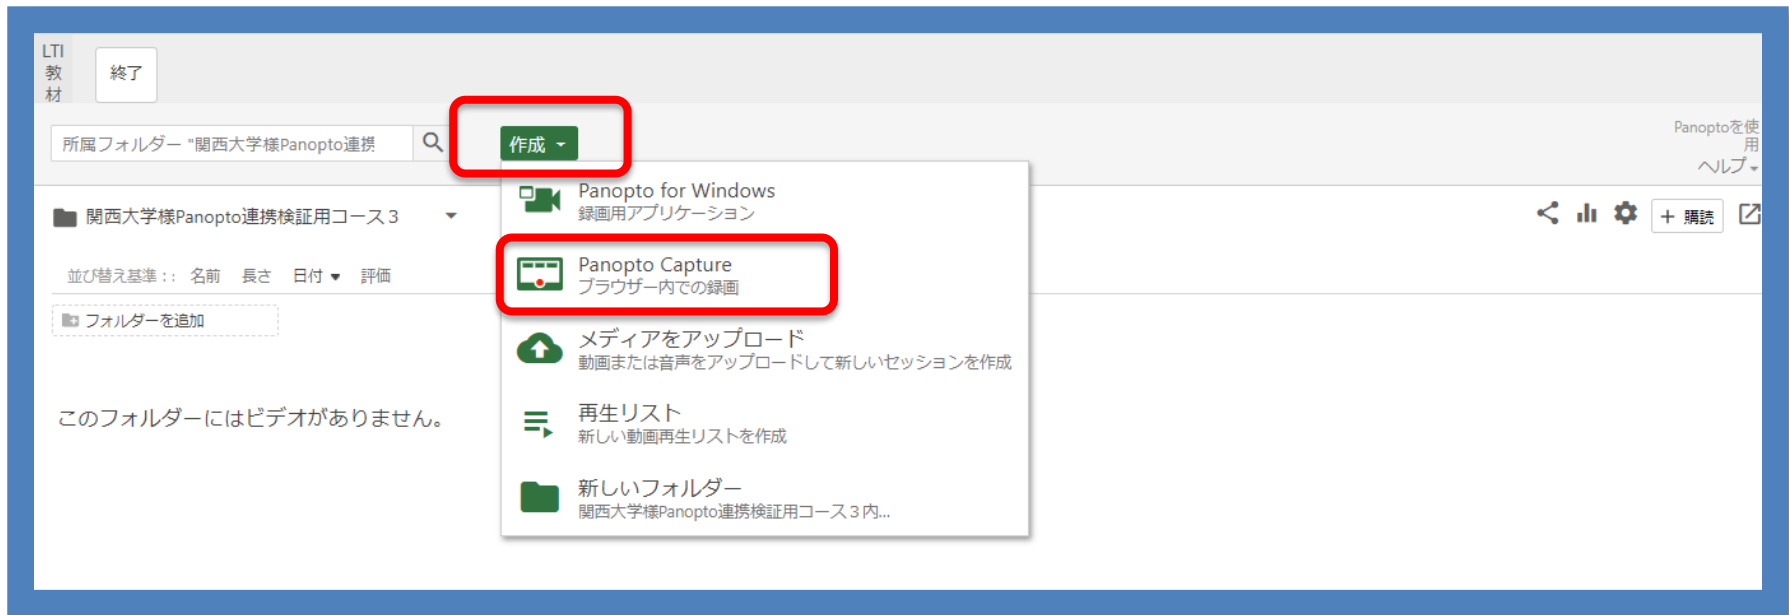 LTI
教
材
終了
所属フォルダー "関西大学様Panopto連携
作成
Panoptoを使
用
ヘルプ
Panopto for Windows
録画用アプリケーション
関西大学様Panopto連携検証用コース３
+ 購読
Panopto Capture
ブラウザー内での録画
並び替え基準：: 名前 長さ 日付 評価
フォルダーを追加
メディアをアップロード
動画または音声をアップロードして新しいセッションを作成
このフォルダーにはビデオがありません。
再生リスト
新しい動画再生リストを作成
新しいフォルダー
関西大学様Panopto連携検証用コース３内...